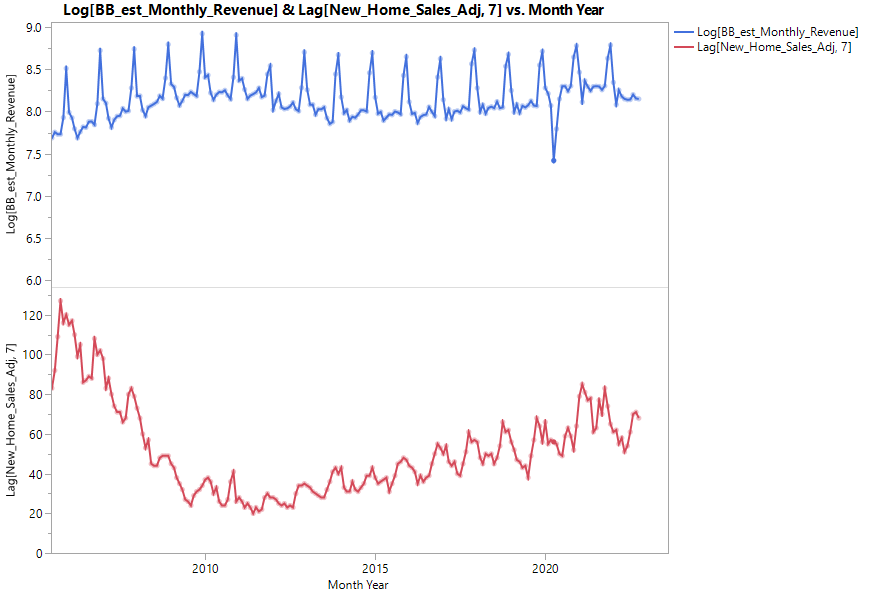 Log[BB_est_Monthly_Revenue] & Lag[New_Home_Sales_Adj, 7] vs. Month Year
Log[BB_est_Monthly_Revenue]
Lag[New_Home_Sales_Adj, 7]
Log[BB_est_Monthly_Revenue]
9.0
8.5
8.0
7.5
7.0
6.5
6.0
Lag[New_Home_Sales_Adj, 7]
120
100
80
60
40
20
0
2010 2015 2020
Month Year